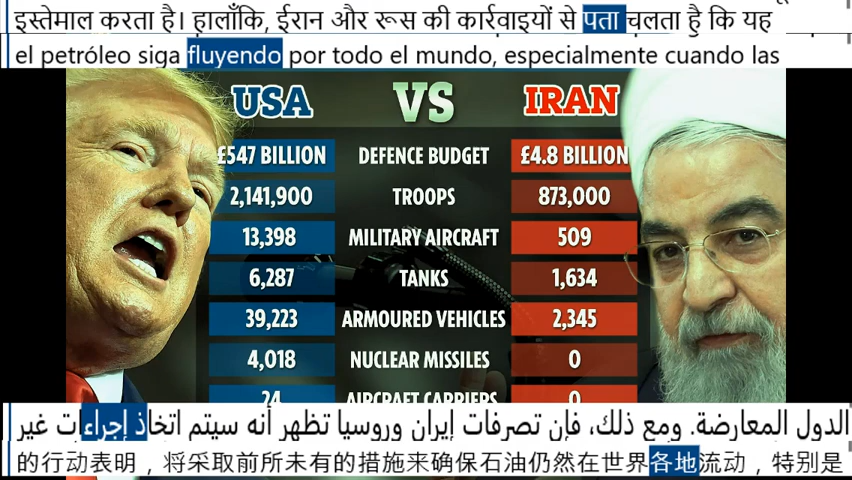 इस्तेमाल करता है। हालाँकि, ईरान और रूस की कार्रवाइयों से पता चलता है कि यह
el petróleo siga fluyendo por todo el mundo, especialmente cuando las
USA VS IRAN
£547 BILLION DEFENCE BUDGET £4.8 BILLION
2,141,900 TROOPS 873,000
13,398 MILITARY AIRCRAFT 509
6,287 TANKS 1,634
39,223 ARMOURED VEHICLES 2,345
4,018 NUCLEAR MISSILES 0
24 AIRCRAFT CARRIERS 0
الدول المعارضة. ومع ذلك، فإن تصرفات إيران وروسيا تظهر أنه سيتم اتخاذ إجراءات غير
的行动表明，将采取前所未有的措施来确保石油仍然在世界各地流动，特别是